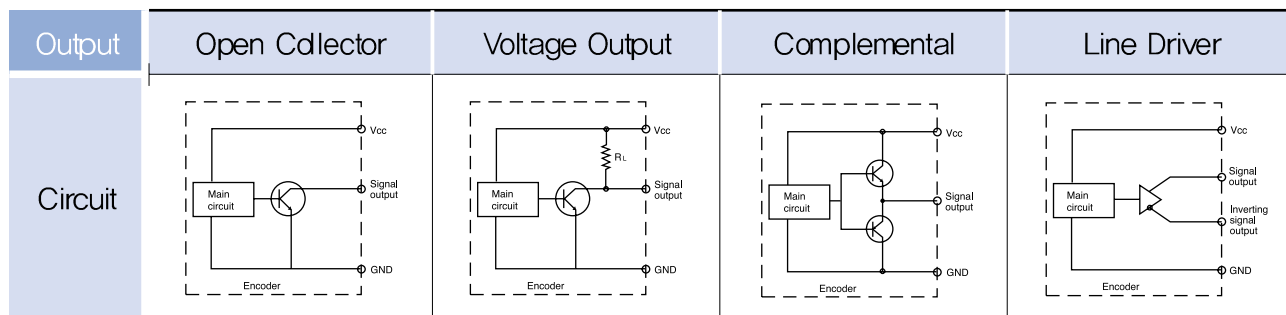 Output
Open Collector
Voltage Output
Complemental
Line Driver
Circuit
Vcc
Main
circuit
Signal
output
GND
Encoder
Vcc
RL
Main
circuit
Signal
output
GND
Encoder
Vcc
Main
circuit
Signal
output
GND
Encoder
Vcc
Main
circuit
Signal
output
Inverting
signal
output
GND
Encoder